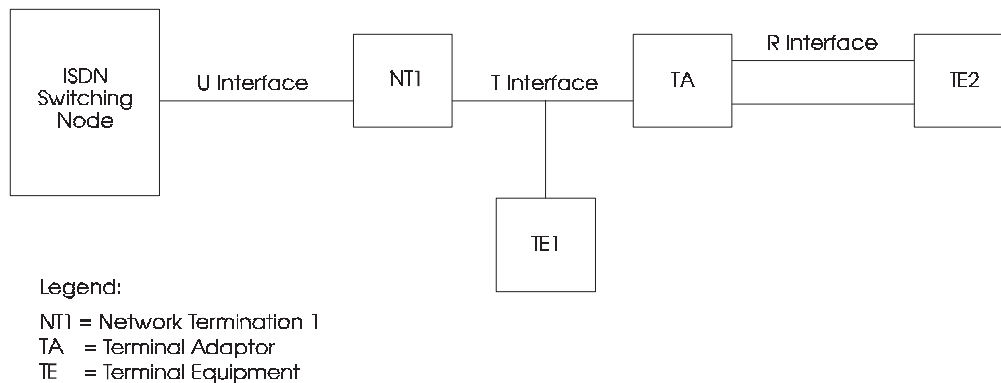 ISDN
Switching
Node
U Interface
NT1
T Interface
TA
R Interface
TE2
TE1
Legend:
NT1 = Network Termination 1
TA = Terminal Adaptor
TE = Terminal Equipment